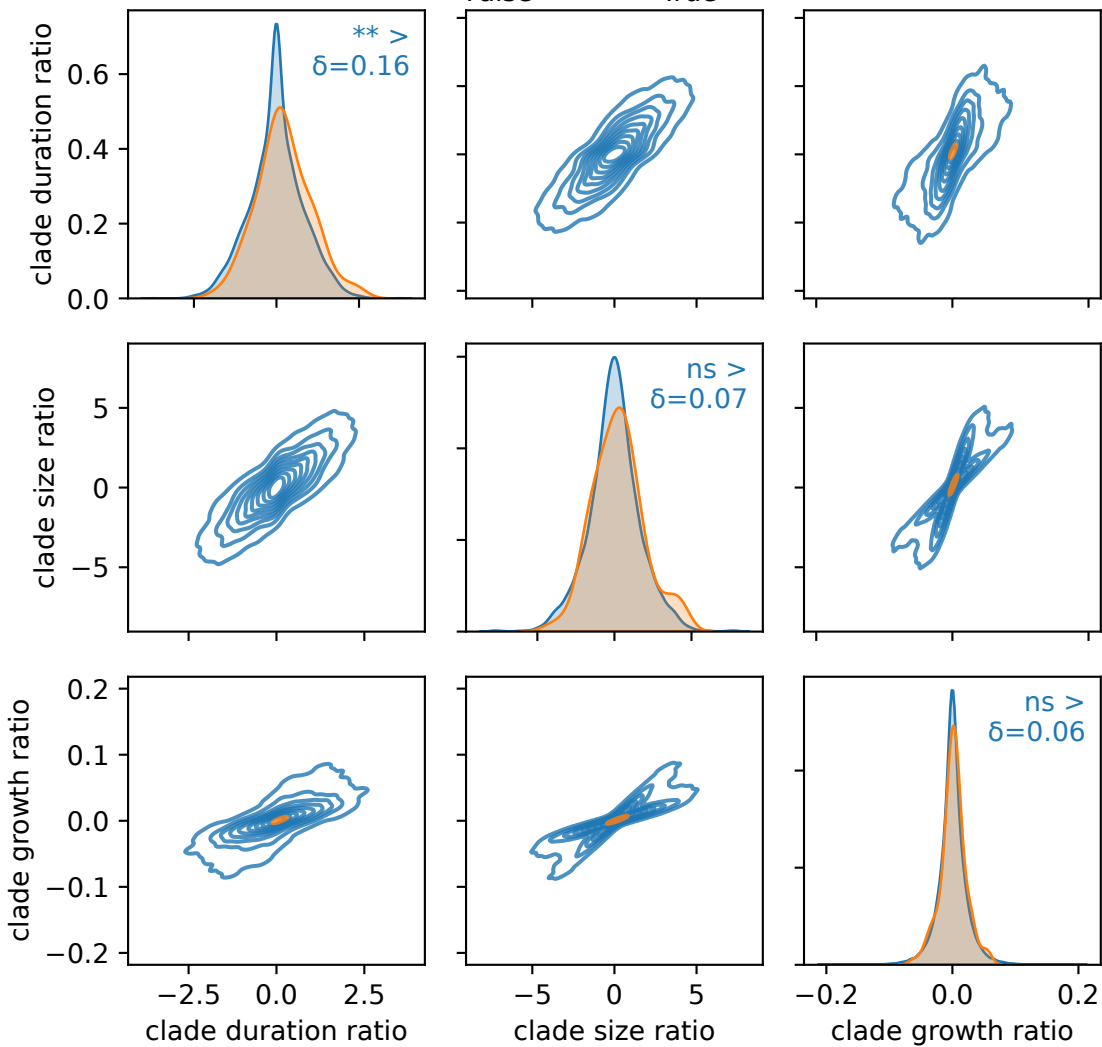 clade duration ratio
0.6
0.4
0.2
0.0
** >
δ=0.16
clade size ratio
5
0
−5
ns >
δ=0.07
clade growth ratio
0.2
0.1
0.0
−0.1
−0.2
ns >
δ=0.06
−2.5 0.0 2.5
−5 0 5
−0.2 0.0 0.2
clade duration ratio
clade size ratio
clade growth ratio